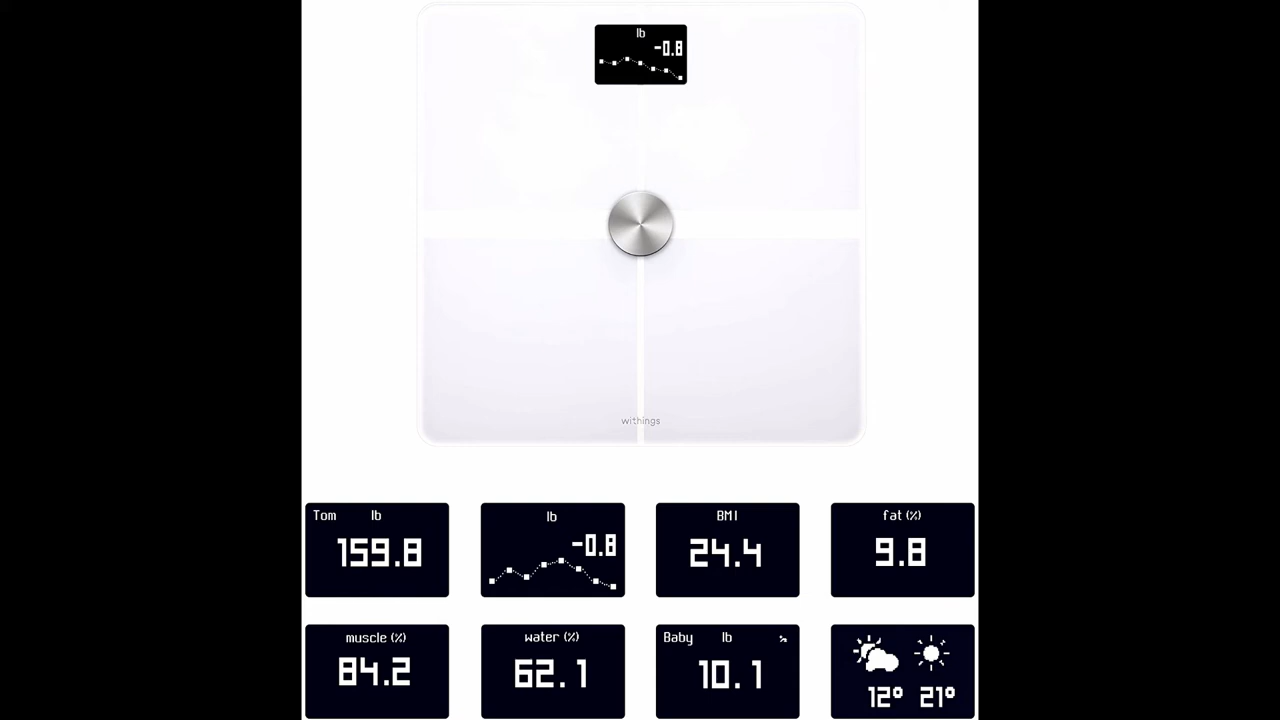 lb
-0.8
withings
Tom lb
159.8
lb
-0.8
BMI
24.4
fat (%)
9.8
muscle (%)
84.2
water (%)
62.1
Baby lb
10.1
12° 21°